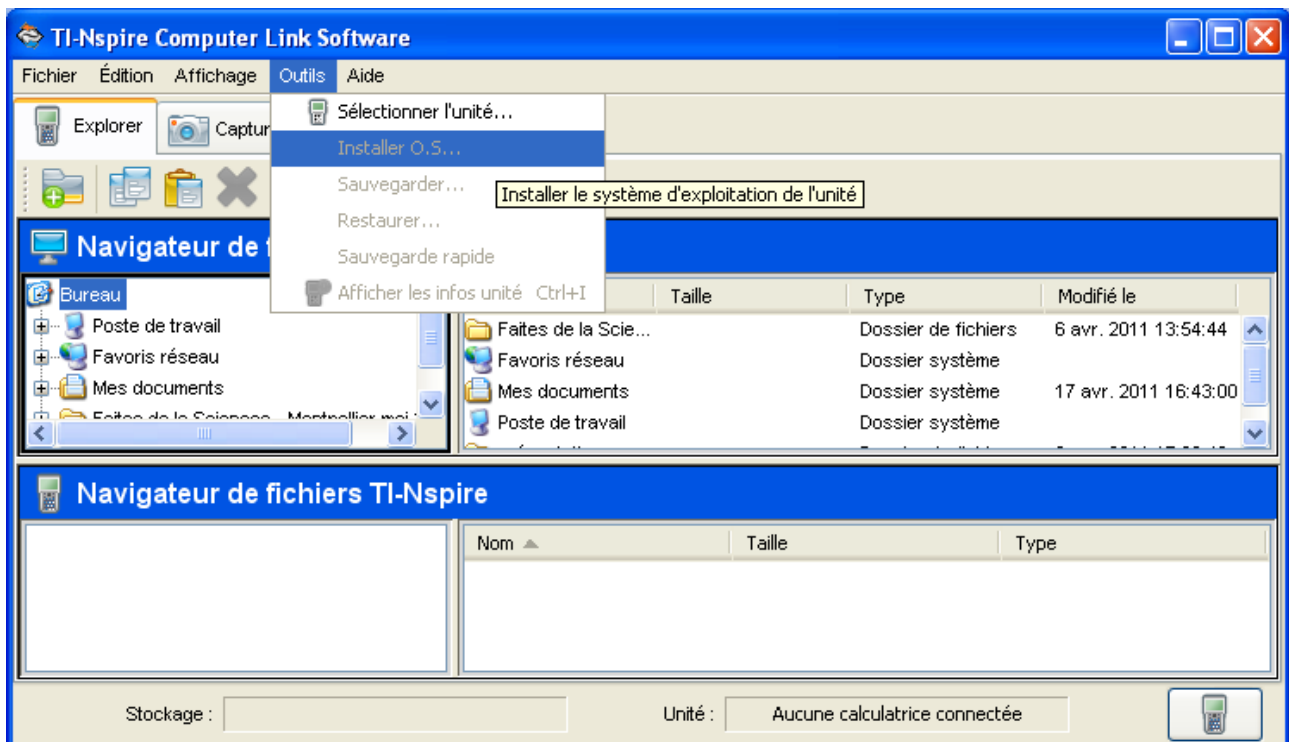 TI-Nspire Computer Link Software
Fichier Édition Affichage Outils Aide
Explorer Captur
Sélectionner l'unité...
Installer O.S...
Sauvegarder...
Installer le système d'exploitation de l'unité
Restaurer...
Sauvegarde rapide
Afficher les infos unité Ctrl+I
Navigateur de
Bureau
Poste de travail
Favoris réseau
Mes documents
Taille Type Modifié le
Faites de la Scie... Dossier de fichiers 6 avr. 2011 13:54:44
Favoris réseau Dossier système
Mes documents Dossier système 17 avr. 2011 16:43:00
Poste de travail Dossier système
Navigateur de fichiers TI-Nspire
Nom Taille Type
Stockage :
Unité : Aucune calculatrice connectée